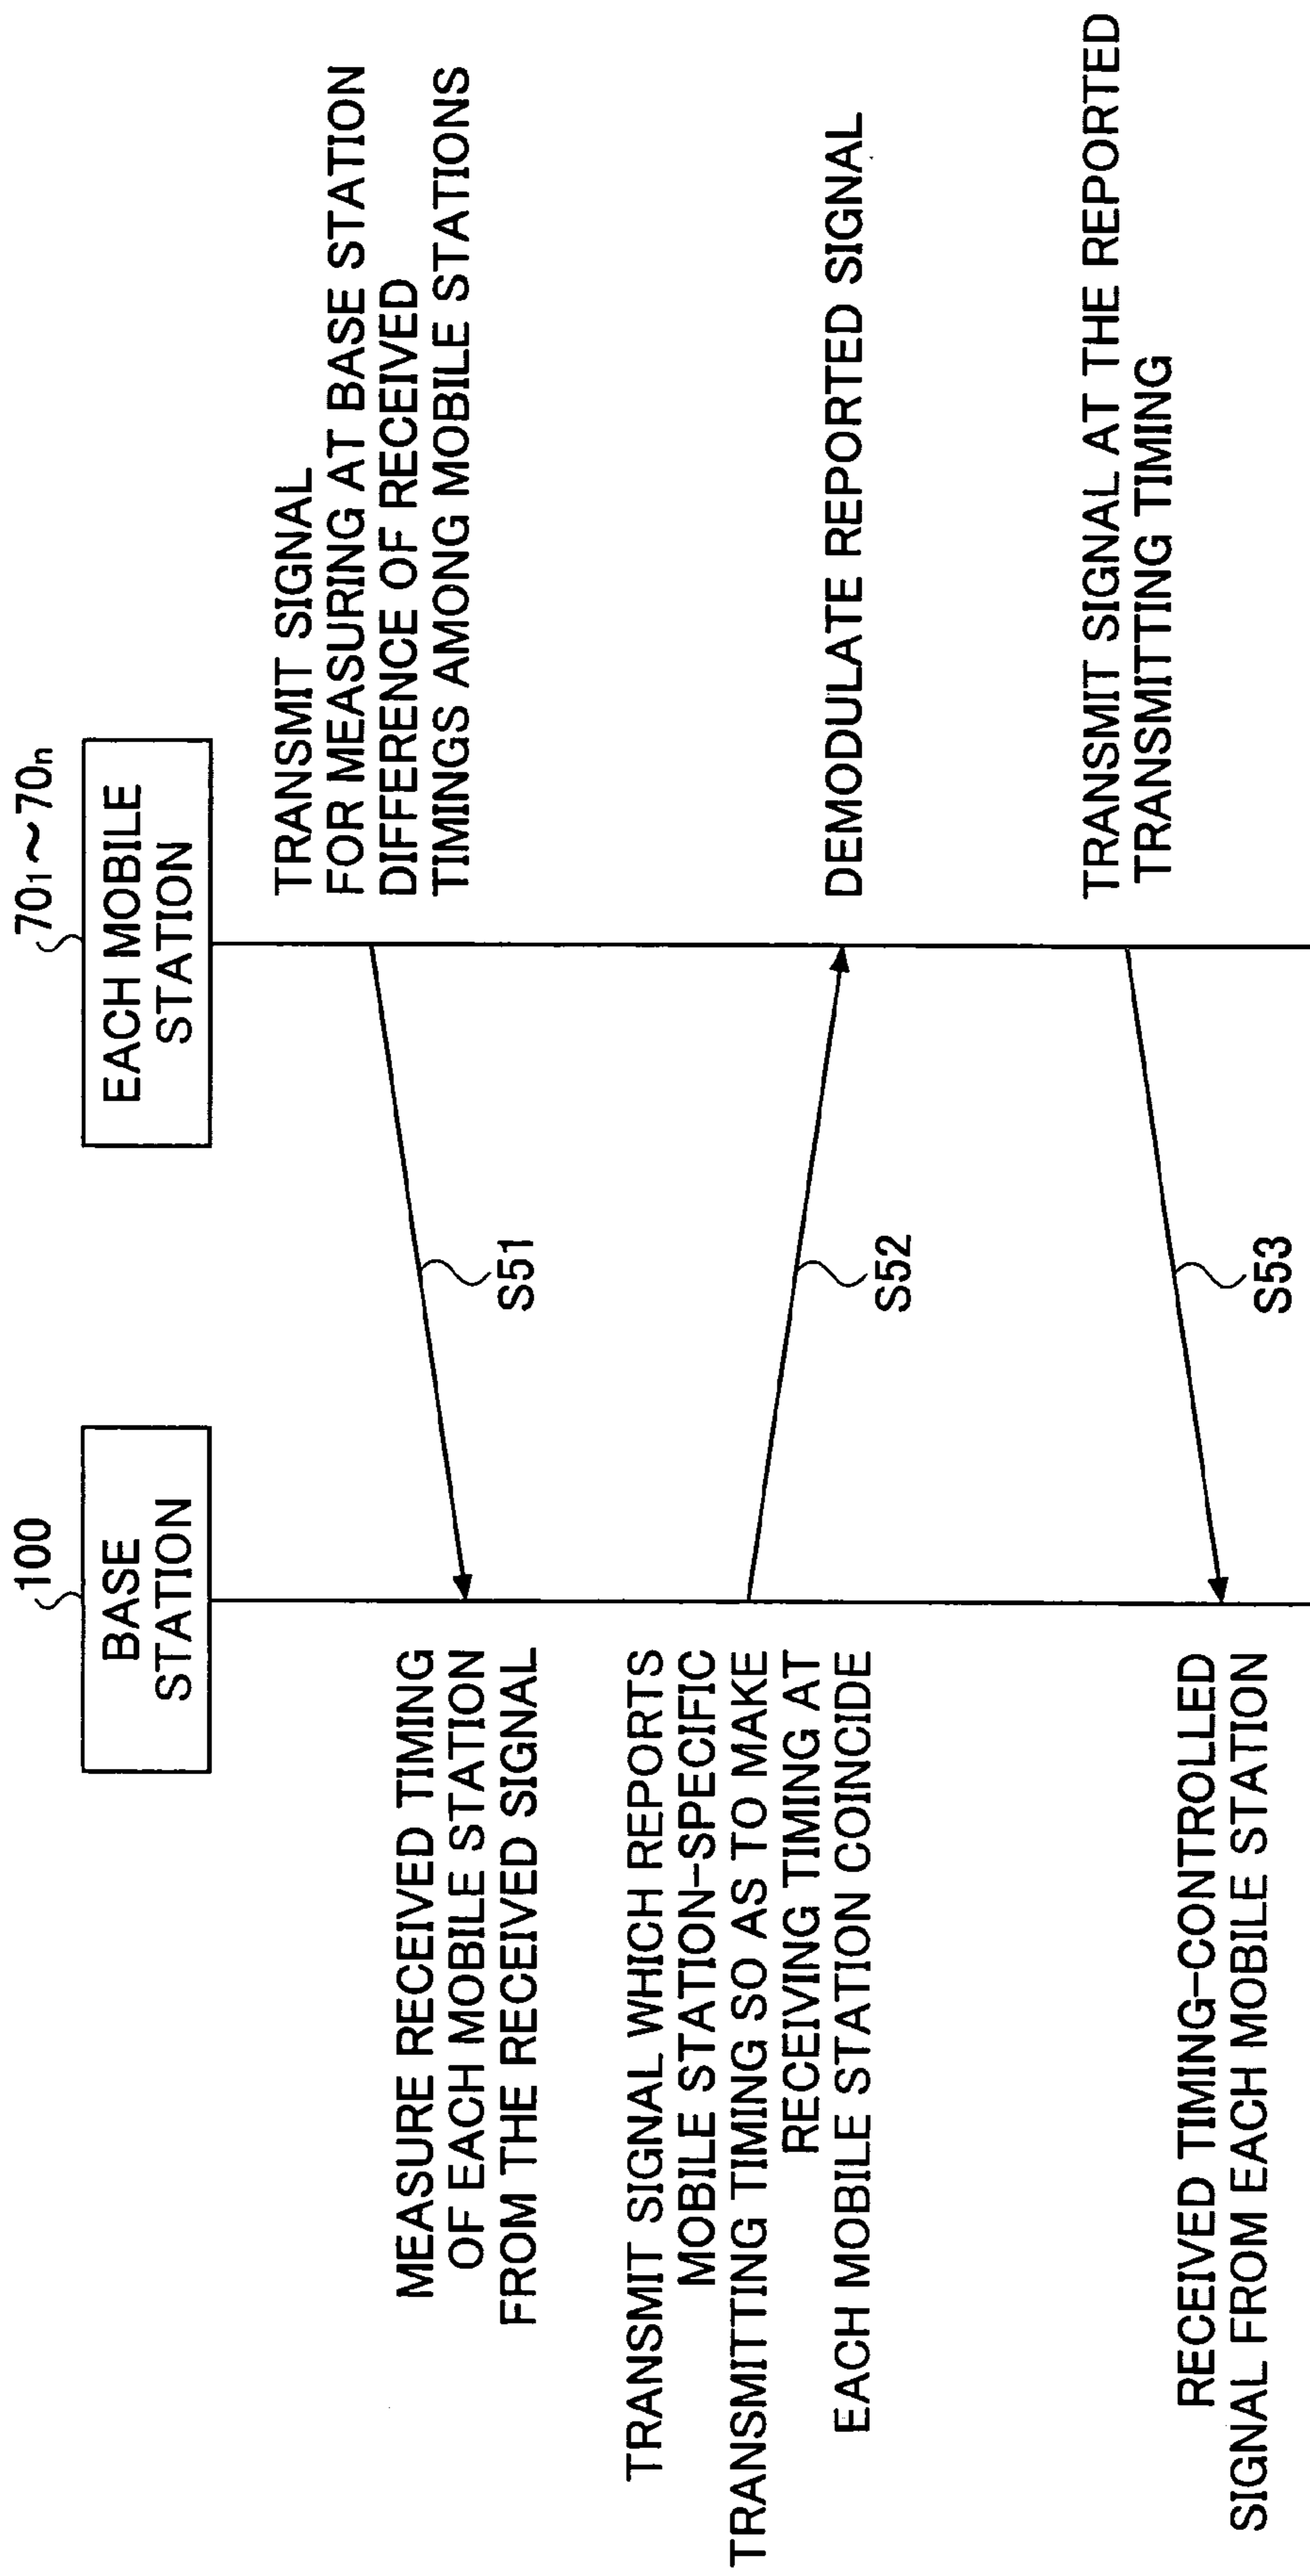 100
BASE
STATION
70₁~70ₙ
EACH MOBILE
STATION
TRANSMIT SIGNAL
FOR MEASURING AT BASE STATION
DIFFERENCE OF RECEIVED
TIMINGS AMONG MOBILE STATIONS
S51
MEASURE RECEIVED TIMING
OF EACH MOBILE STATION
FROM THE RECEIVED SIGNAL
TRANSMIT SIGNAL WHICH REPORTS
MOBILE STATION-SPECIFIC
TRANSMITTING TIMING SO AS TO MAKE
RECEIVING TIMING AT
EACH MOBILE STATION COINCIDE
S52
DEMODULATE REPORTED SIGNAL
TRANSMIT SIGNAL AT THE REPORTED
TRANSMITTING TIMING
S53
RECEIVED TIMING-CONTROLLED
SIGNAL FROM EACH MOBILE STATION